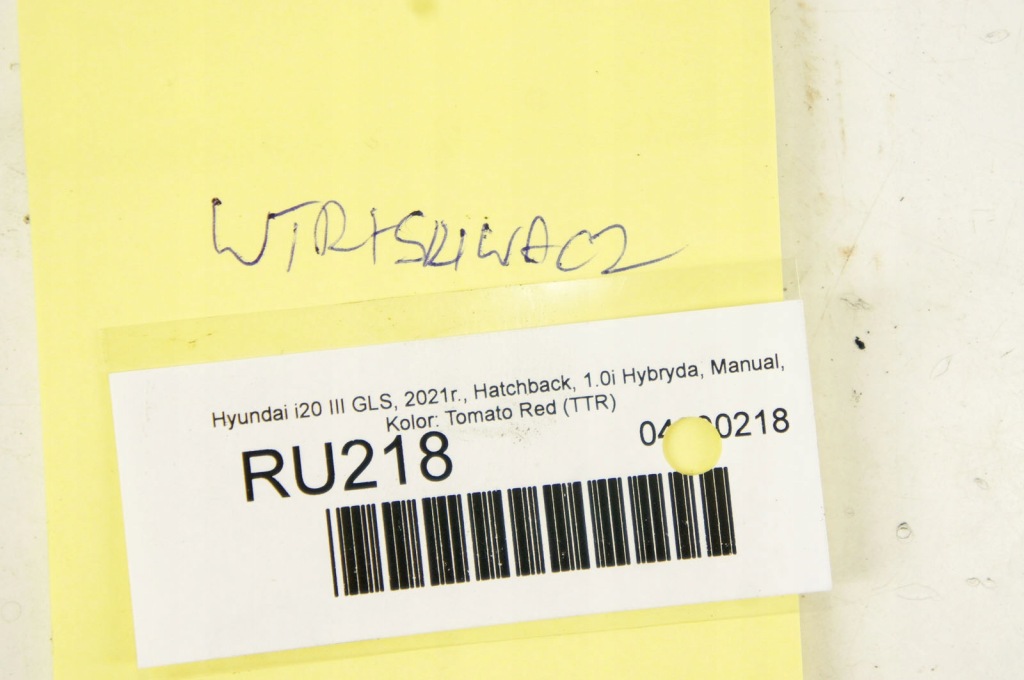 WTRYSKIWACZ
Hyundai i20 III GLS, 2021r., Hatchback, 1.0i Hybryda, Manual,
Kolor: Tomato Red (TTR)
RU218